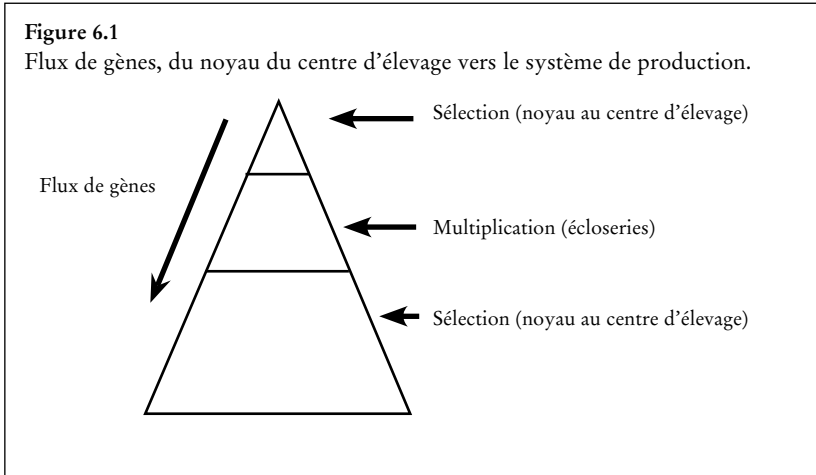 Figure 6.1
Flux de gènes, du noyau du centre d’élevage vers le système de production.
Sélection (noyau au centre d’élevage)
Flux de gènes
Multiplication (écloseries)
Sélection (noyau au centre d’élevage)